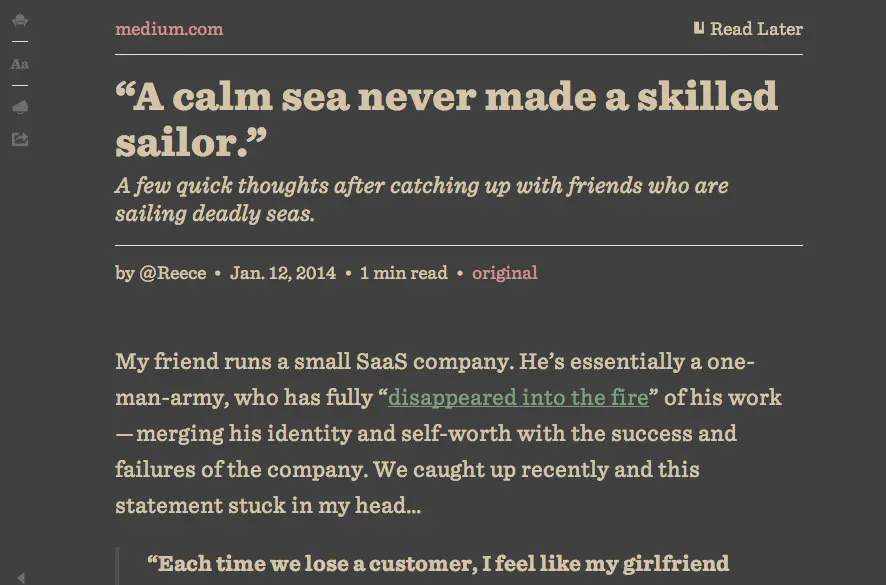 medium.com
Read Later
Aa
“A calm sea never made a skilled
sailor.”
A few quick thoughts after catching up with friends who are
sailing deadly seas.
by @Reece • Jan. 12, 2014 • 1 min read • original
My friend runs a small SaaS company. He’s essentially a one-
man-army, who has fully “disappeared into the fire” of his work
—merging his identity and self-worth with the success and
failures of the company. We caught up recently and this
statement stuck in my head…
“Each time we lose a customer, I feel like my girlfriend